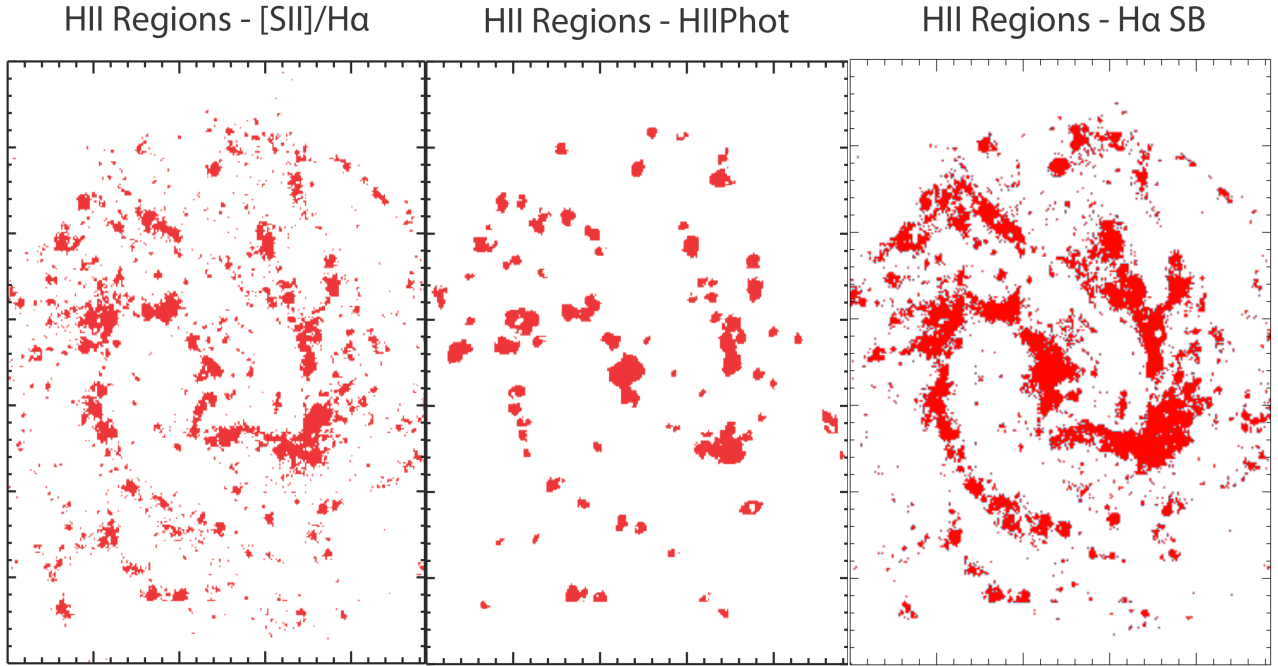 HII Regions - [SII]/Hα
HII Regions - HIIPhot
HII Regions - Hα SB